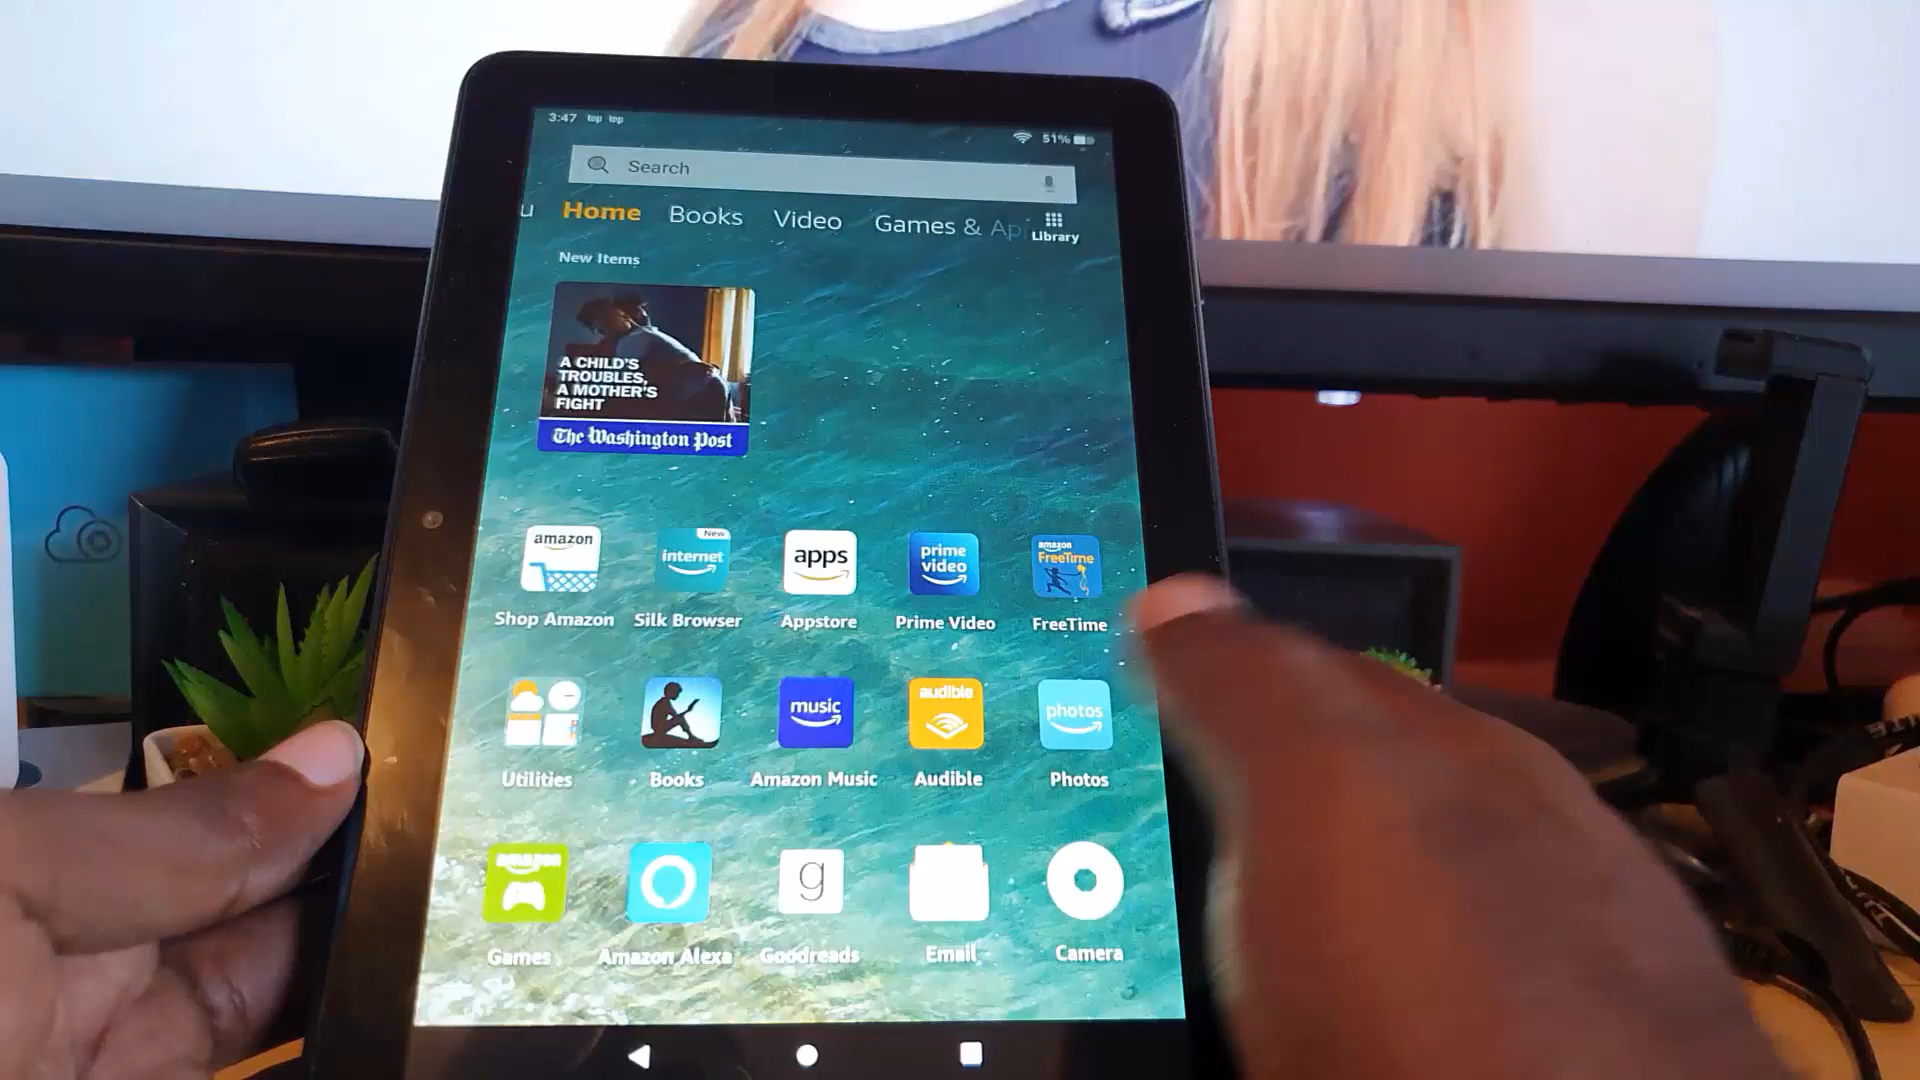 3:47 wp wp
51%
Search
u Home Books Video Games & Ap
Library
New Items
A CHILD'S
TROUBLES,
A MOTHER'S
FIGHT
The Washington Post
amazon
New
internet
apps
prime
video
amazon
FreeTime
Shop Amazon Silk Browser Appstore Prime Video FreeTime
music
audible
photos
Utilities Books Amazon Music Audible Photos
amazon
g
Games Amazon Alexa Goodreads Email Camera